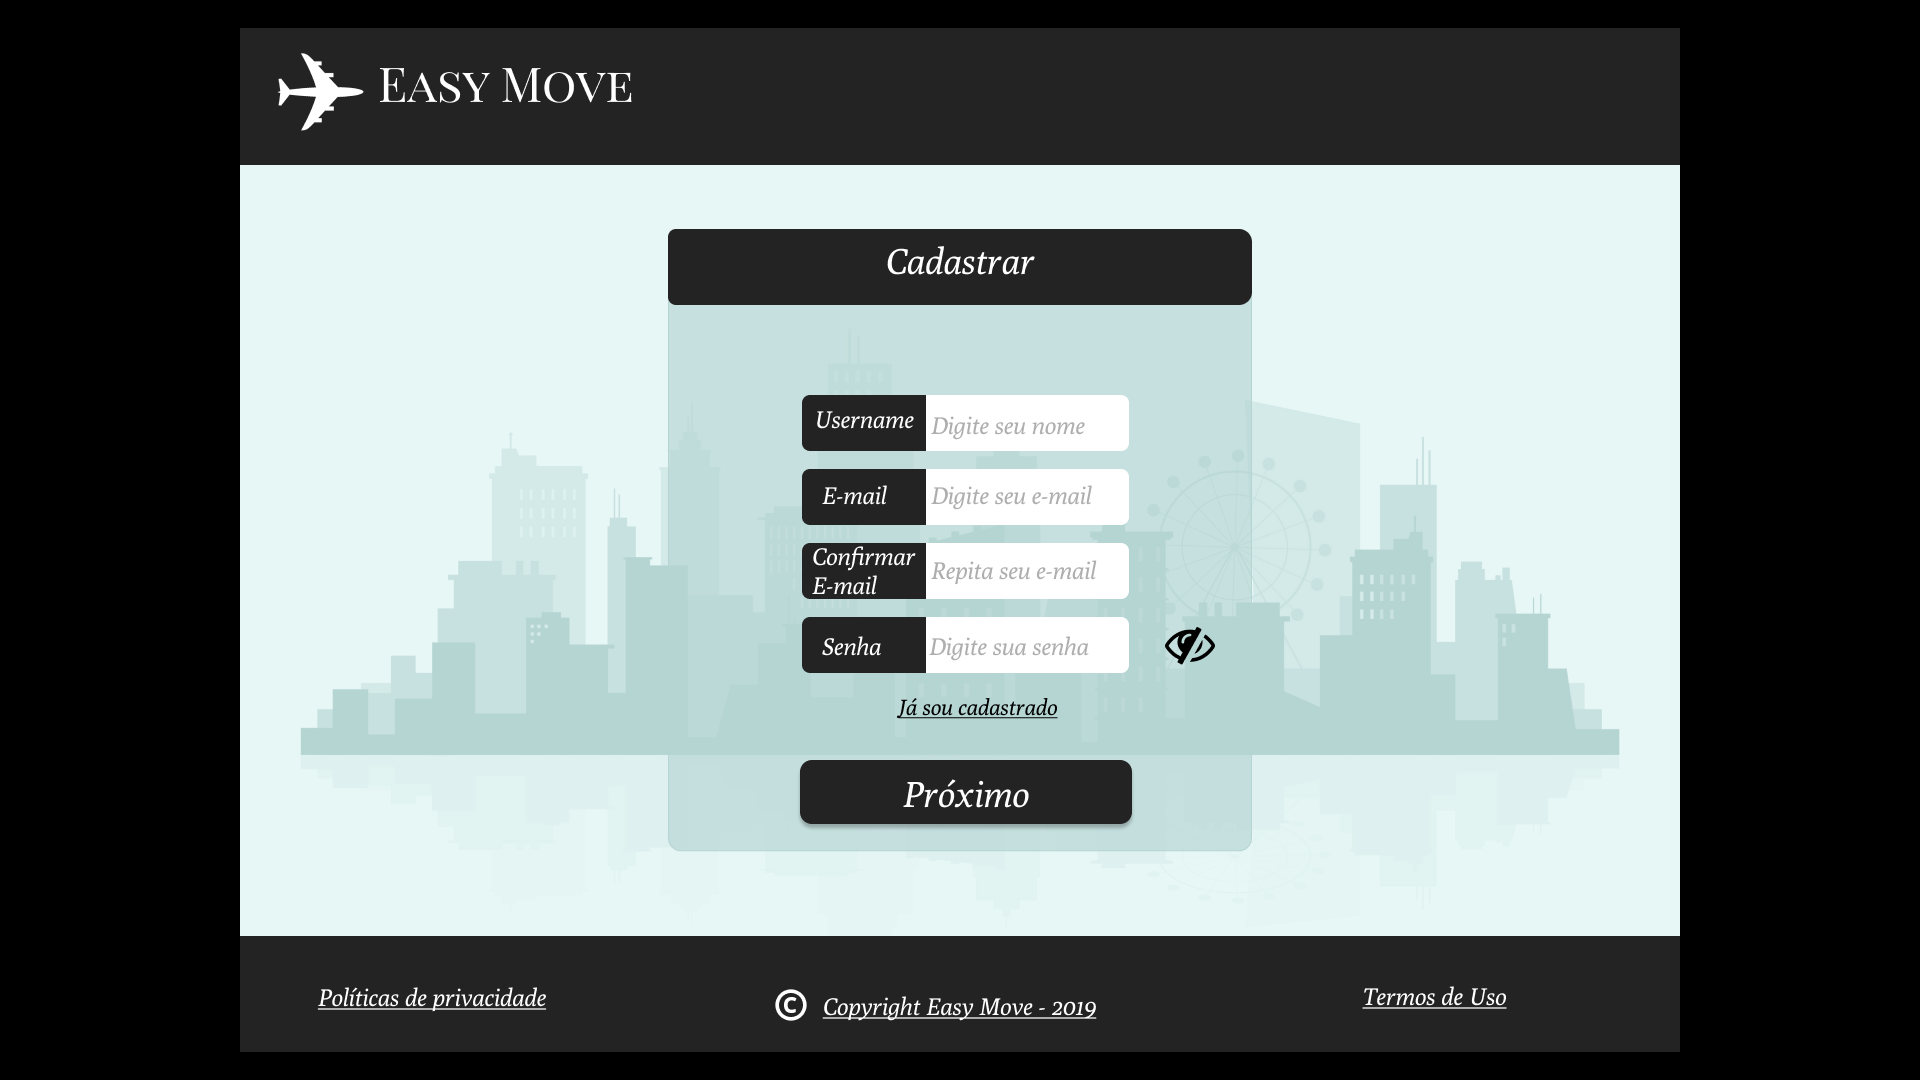 EASY MOVE
Cadastrar
Username
Digite seu nome
E-mail
Digite seu e-mail
Confirmar
E-mail
Repita seu e-mail
Senha
Digite sua senha
Já sou cadastrado
Próximo
Políticas de privacidade
© Copyright Easy Move - 2019
Termos de Uso